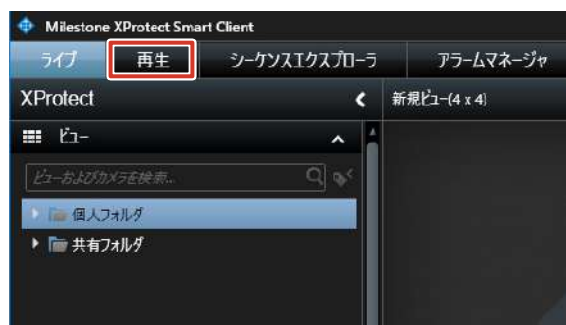 Milestone XProtect Smart Client
ライブ 再生 シーケンスエクスプローラ アラームマネージャ
XProtect 新規ビュー(4 x 4)
ビュー
ビューおよびカメラを検索...
個人フォルダ
共有フォルダ